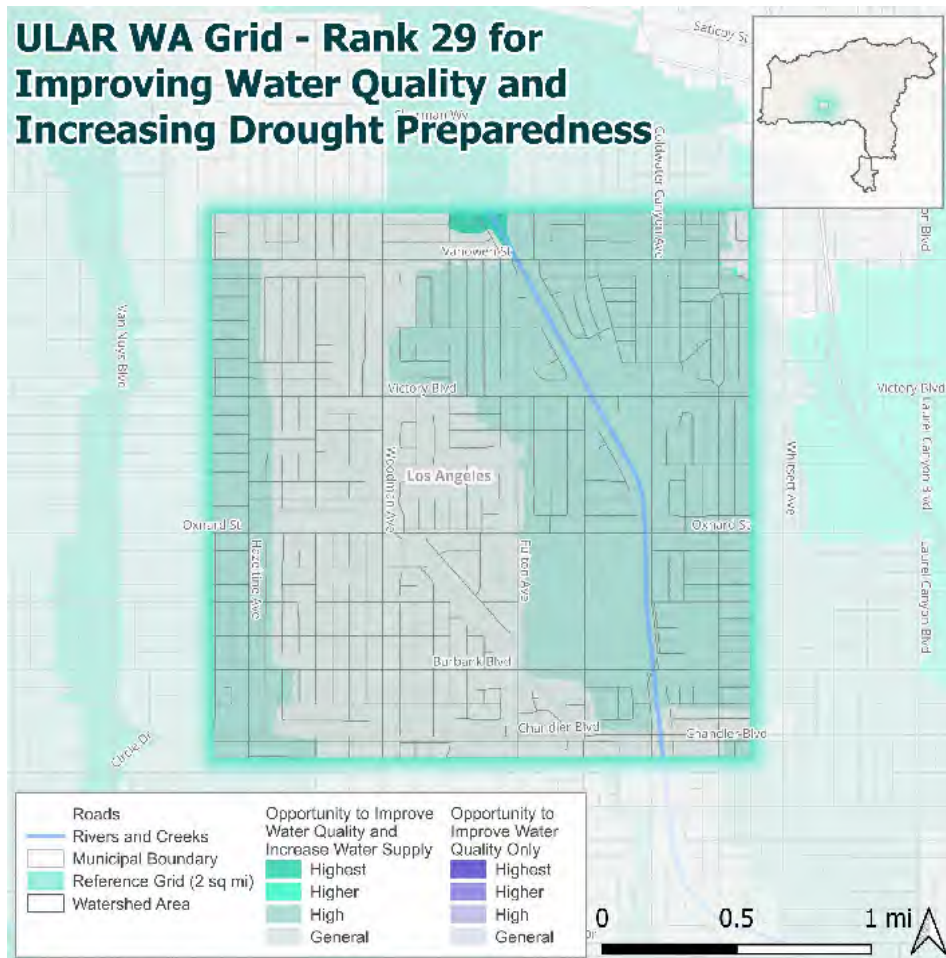 ULAR WA Grid - Rank 29 for
Improving Water Quality and
Increasing Drought Preparedness
Saticoy St
Coldwater Canyon Ave
Vanowen St
Van Nuys Blvd
Victory Blvd
Victory Blvd
Laurel Canyon Blvd
Woodman Ave
Los Angeles
Whitsett Ave
Oxnard St
Oxnard St
Hazeltine Ave
Fulton Ave
Laurel Canyon Blvd
Burbank Blvd
Chandler Blvd
Chandler Blvd
Circle Dr
Roads
Rivers and Creeks
Municipal Boundary
Reference Grid (2 sq mi)
Watershed Area
Opportunity to Improve
Water Quality and
Increase Water Supply
Highest
Higher
High
General
Opportunity to
Improve Water
Quality Only
Highest
Higher
High
General
0 0.5 1 mi